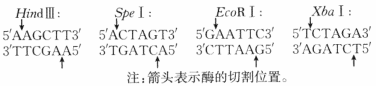 HindⅢ: SpeⅠ: EcoRⅠ: XbaⅠ:
5'AAGCTT3' 5'ACTAGT3' 5'GAATTC3' 5'TCTAGA3'
3'TTCGAA5' 3'TGATCA5' 3'CTTAAG5' 3'AGATCT5'
注:箭头表示酶的切割位置。